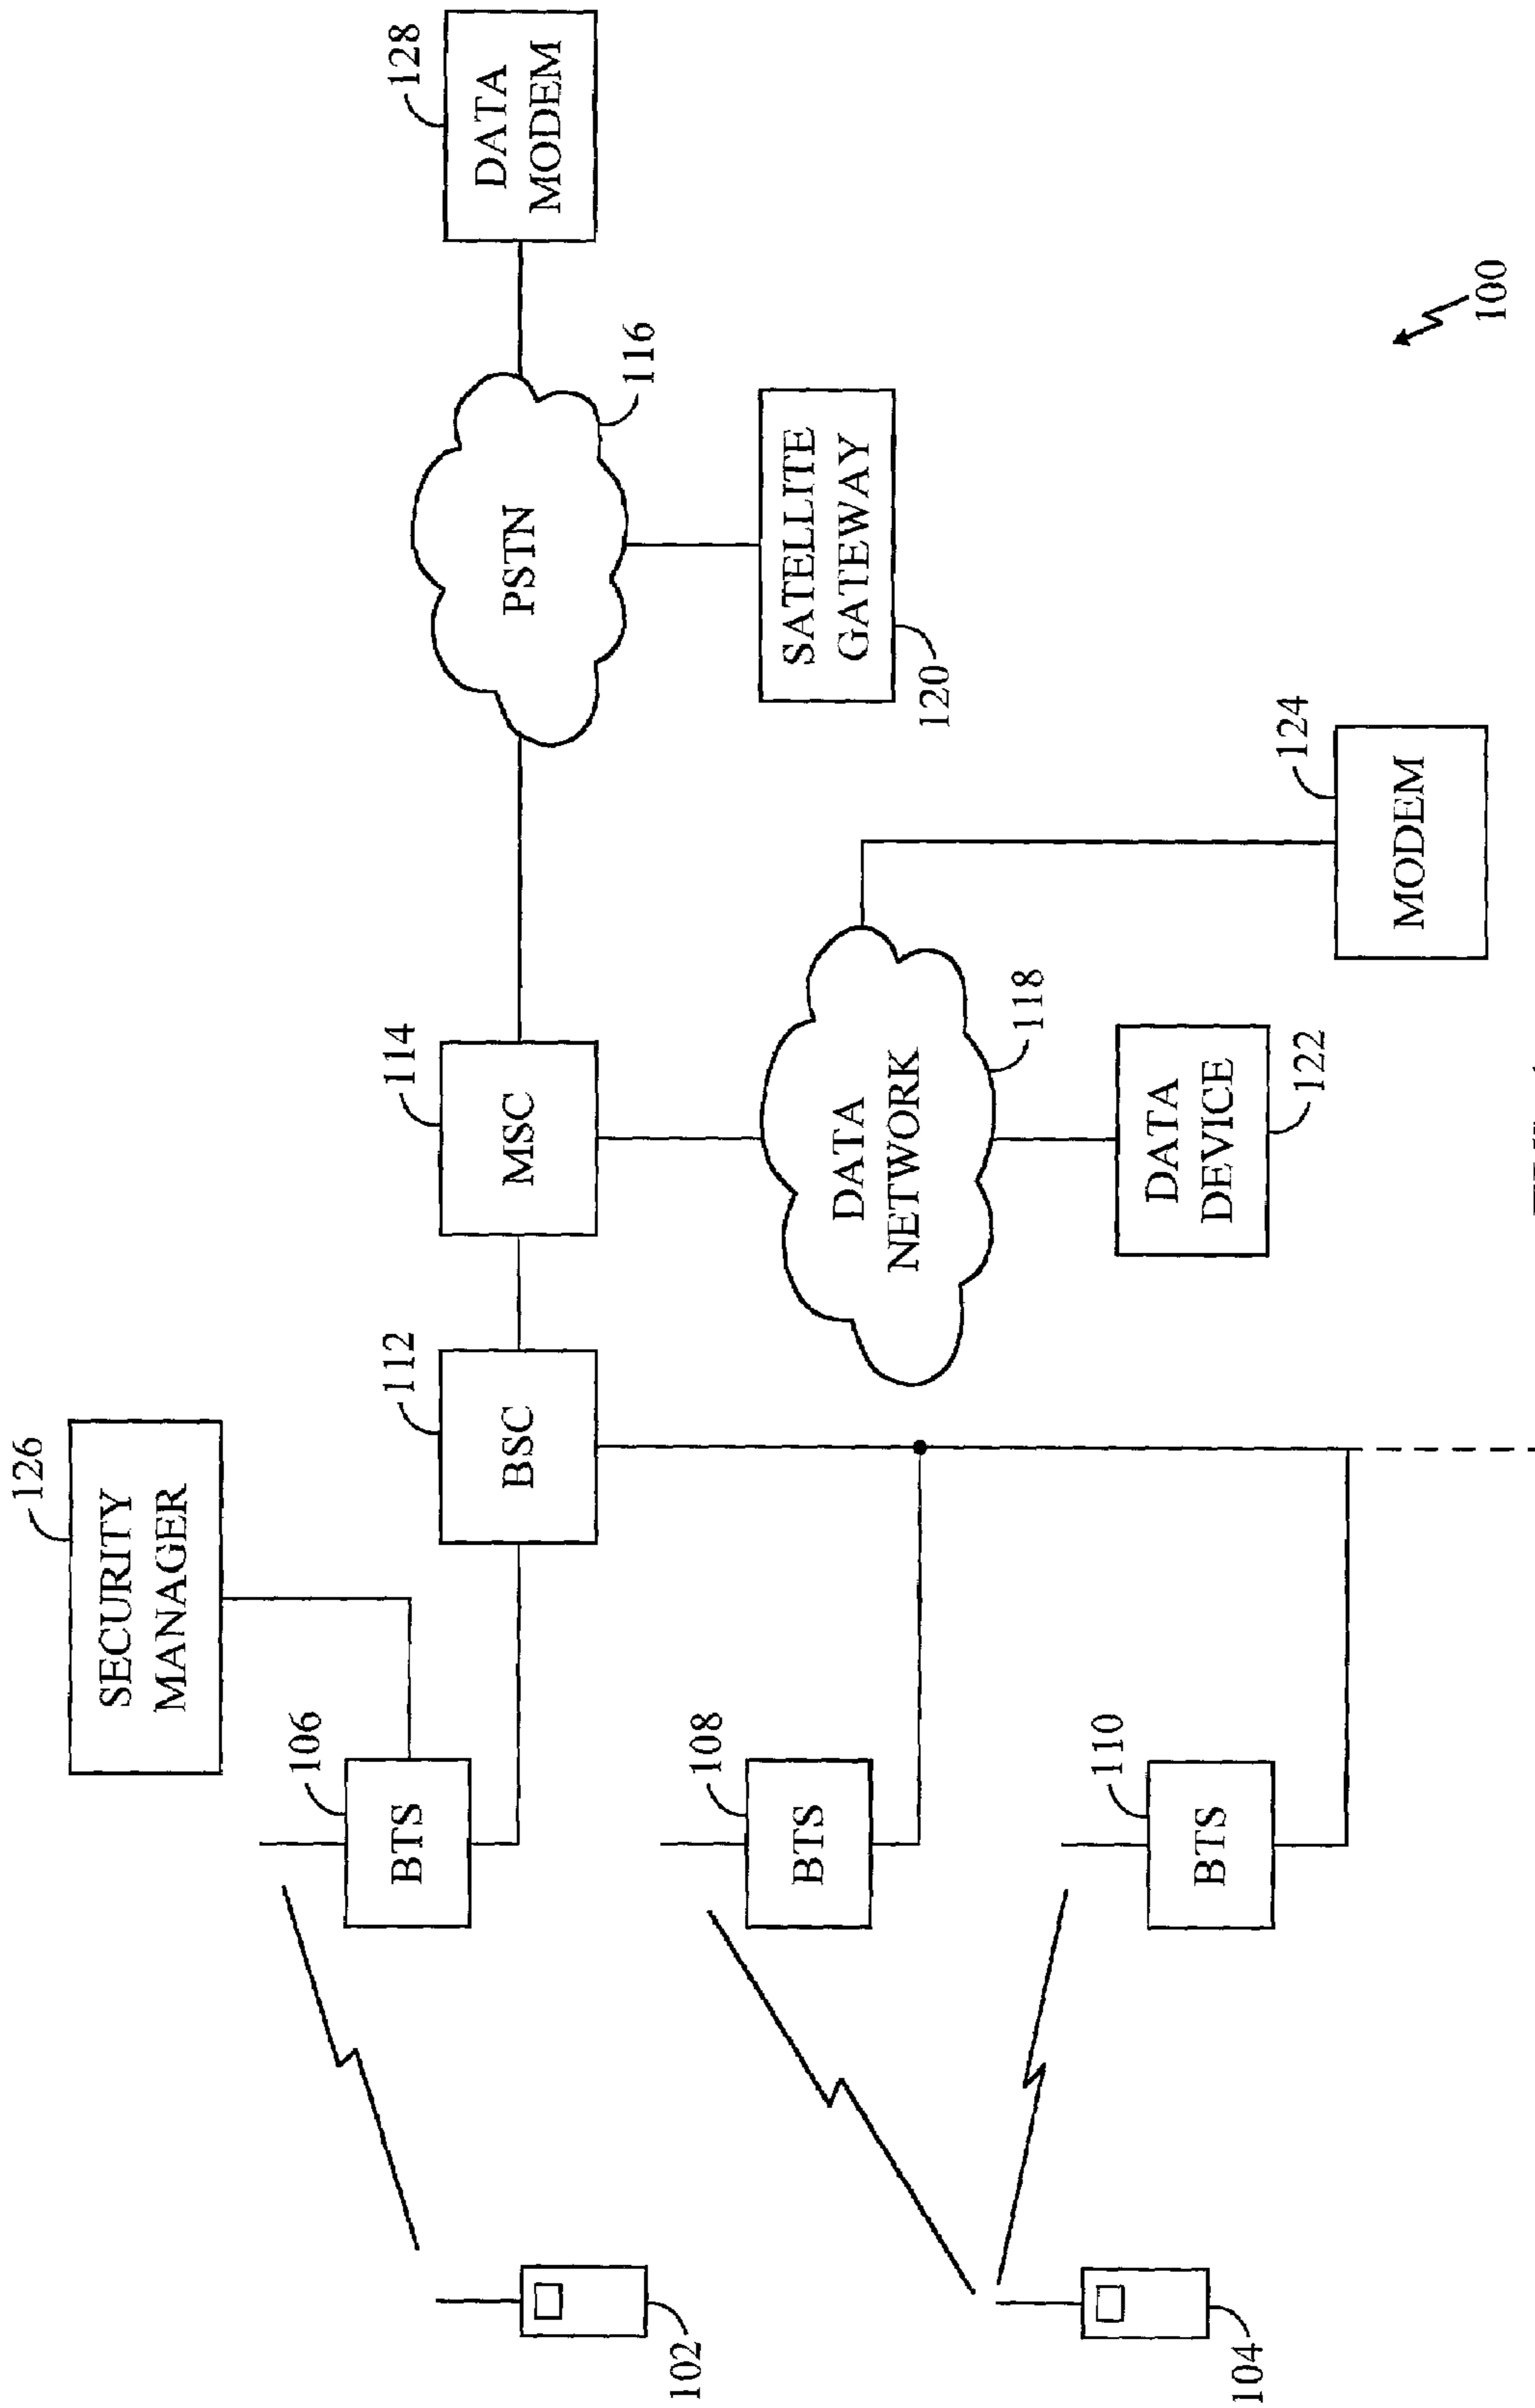 126
SECURITY
MANAGER
106
BTS
112
BSC
114
MSC
PSTN
116
128
DATA
MODEM
102
108
BTS
DATA
NETWORK
118
SATELLITE
GATEWAY
120
104
110
BTS
DATA
DEVICE
122
124
MODEM
100